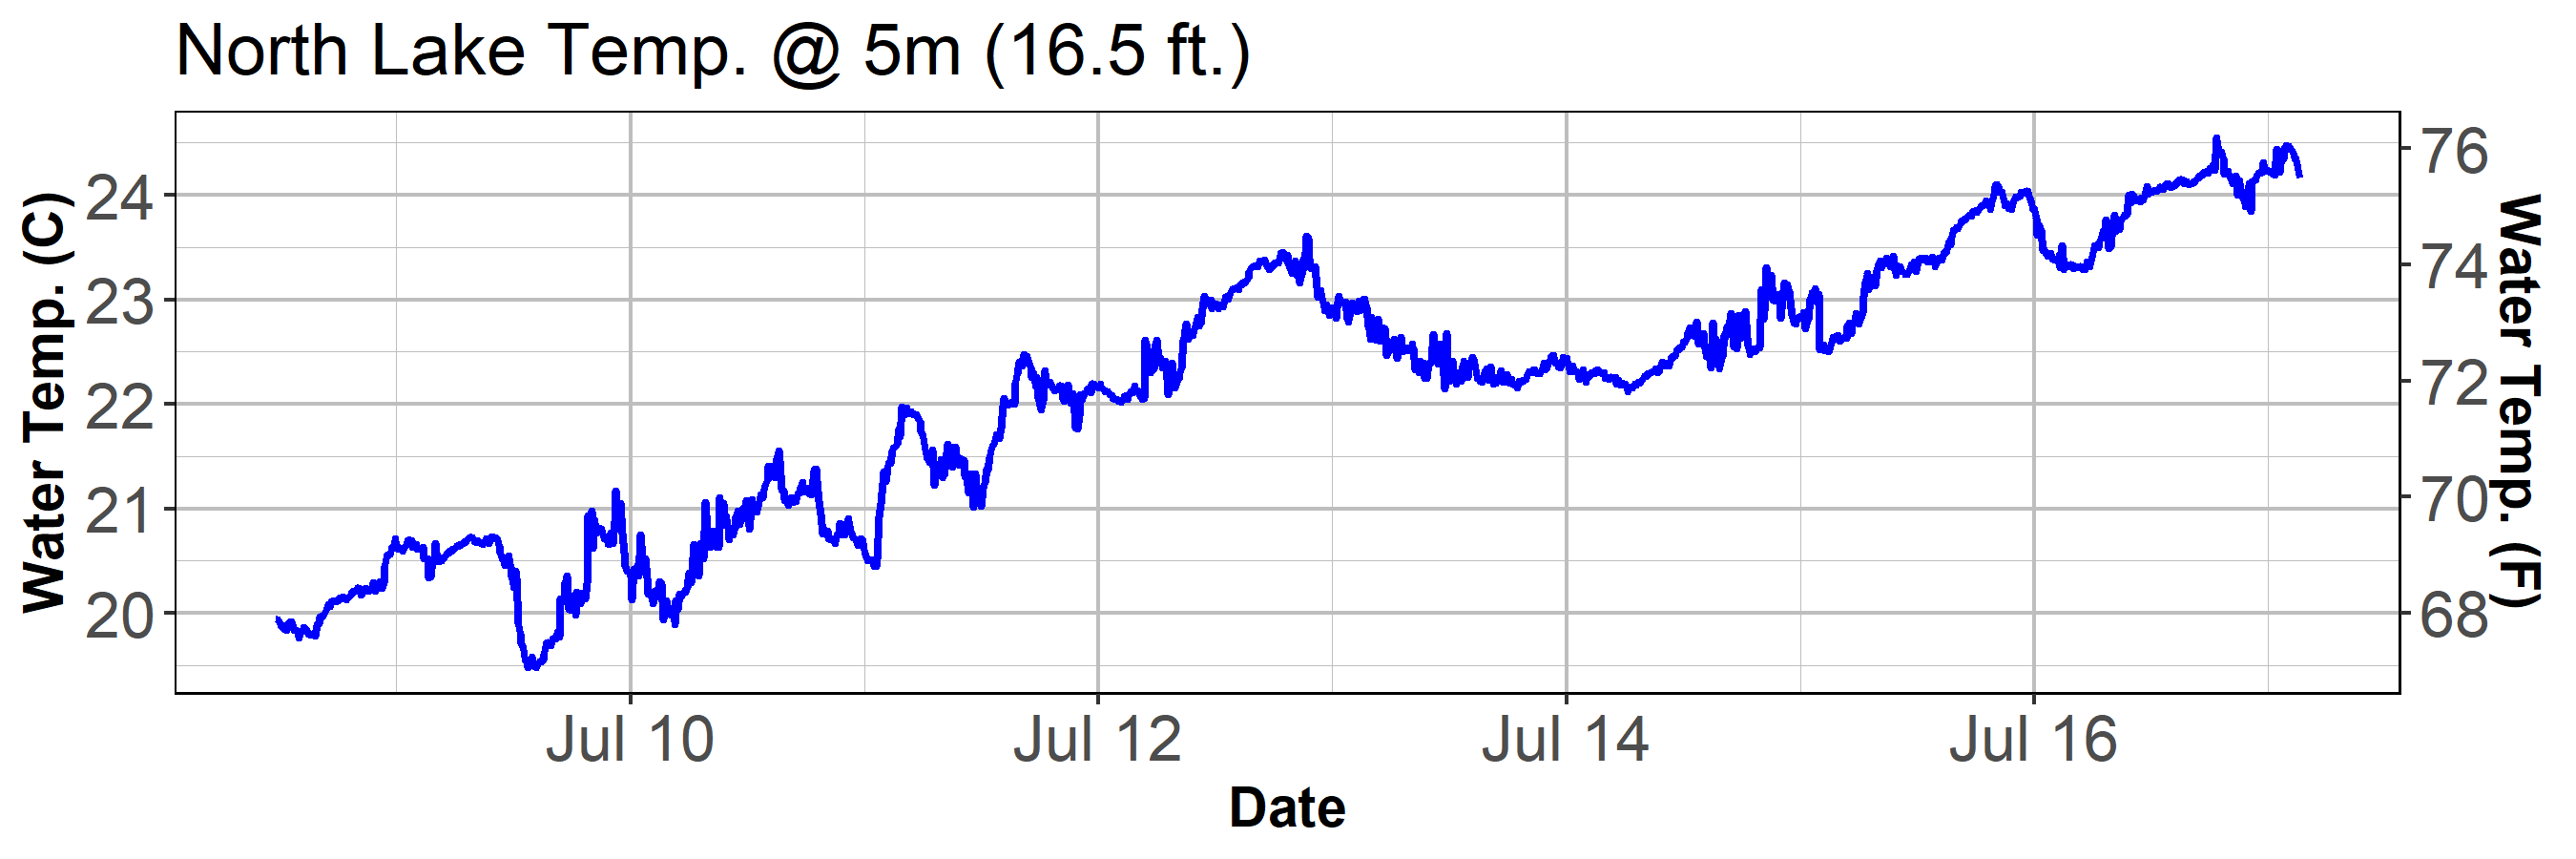 North Lake Temp. @ 5m (16.5 ft.)
Water Temp. (C)
24
23
22
21
20
76
74
72
70
68
Water Temp. (F)
Jul 10 Jul 12 Jul 14 Jul 16
Date